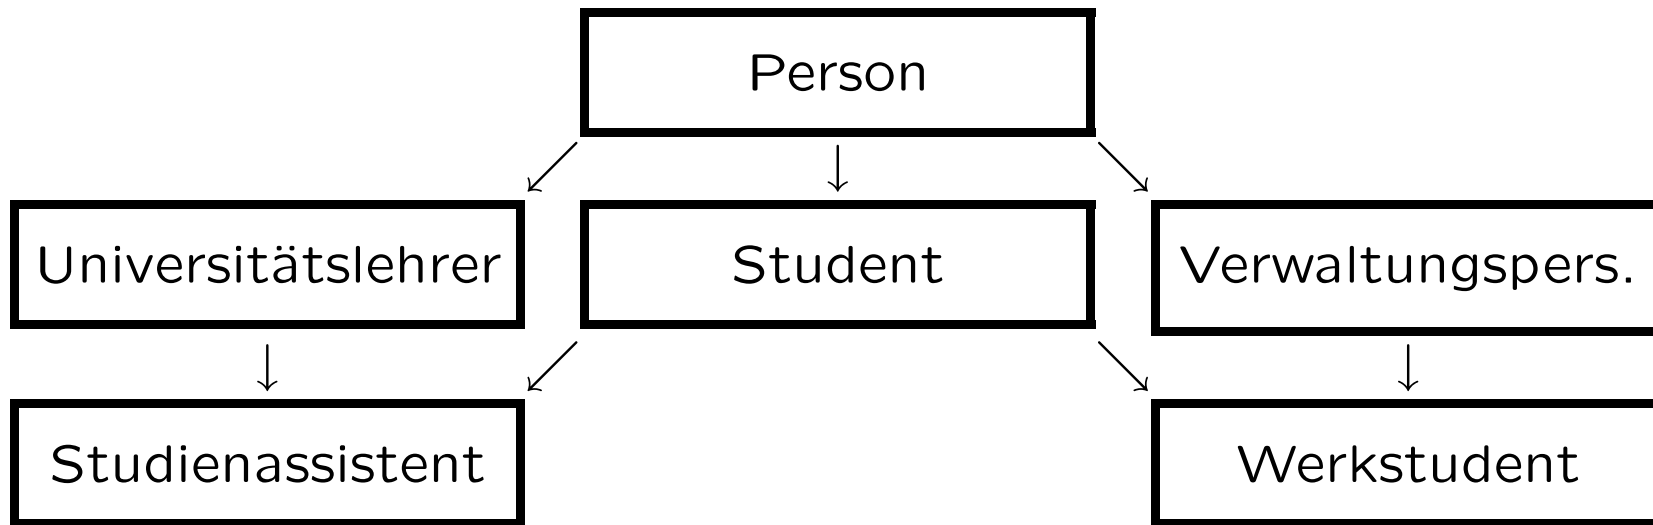 Person
Universitätslehrer
Student
Verwaltungspers.
Studienassistent
Werkstudent